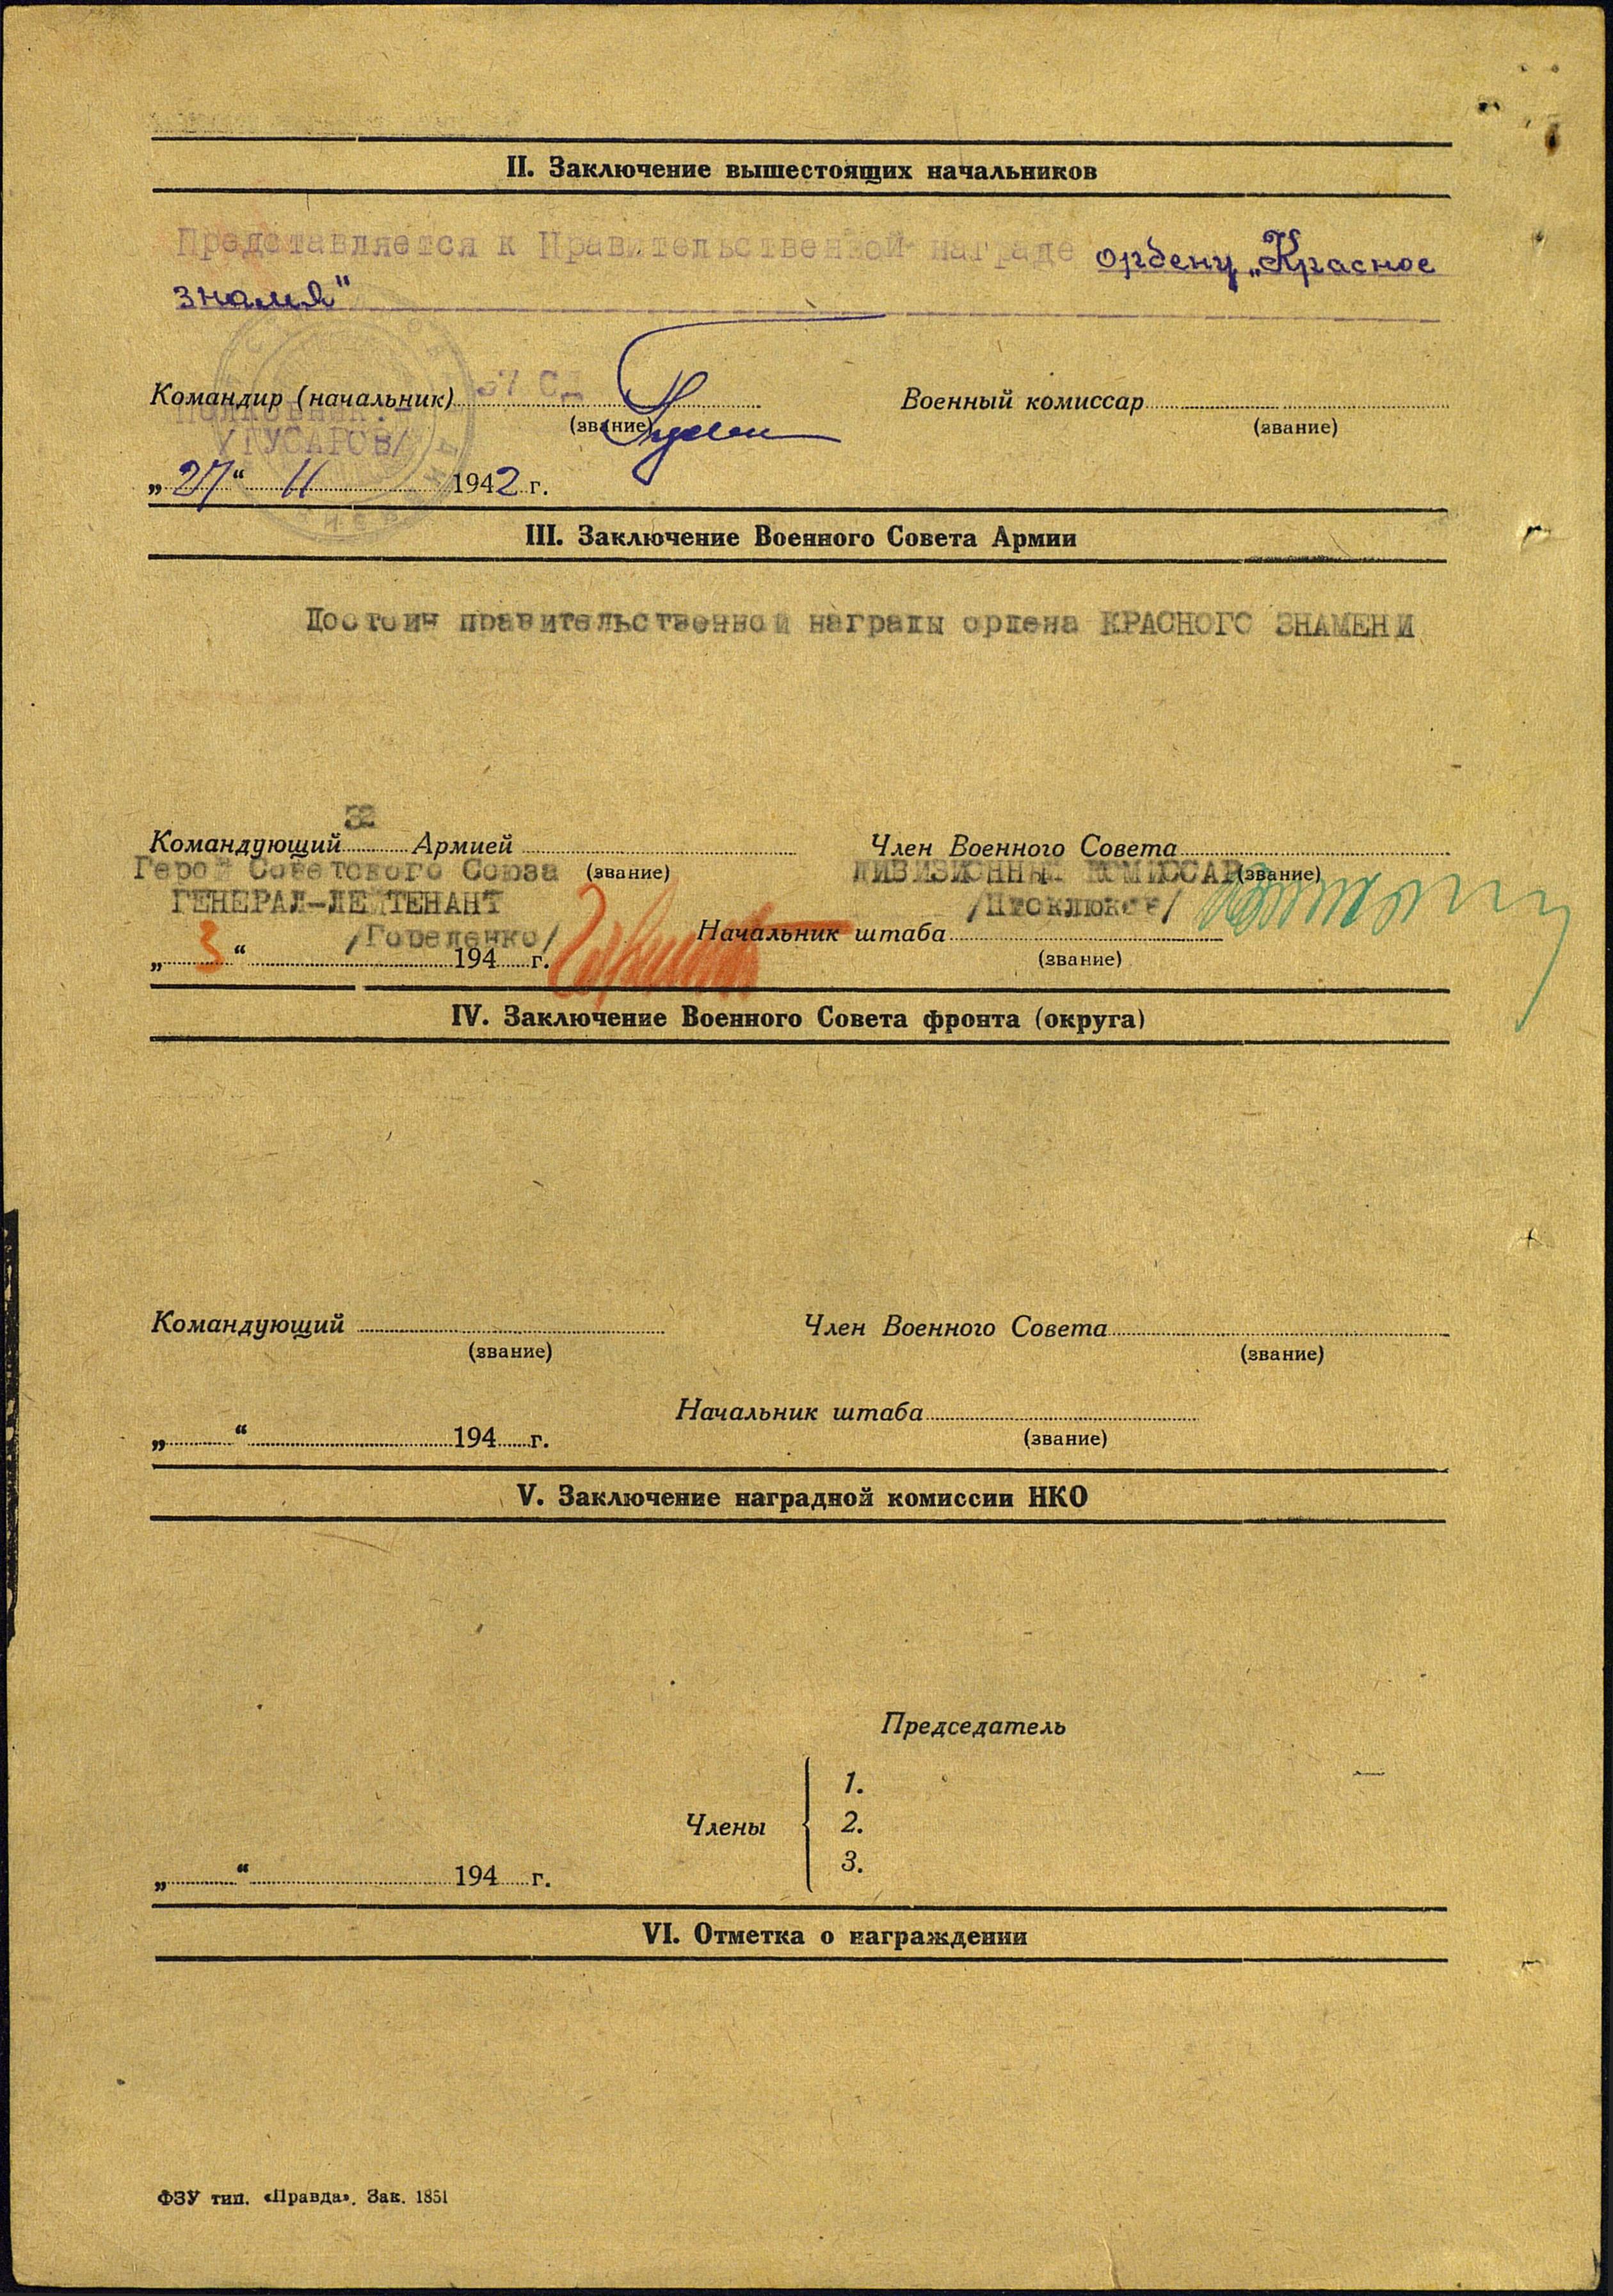 II. Заключение вышестоящих начальников
Представляется к Правительственной награде ордену „Красное
знамя"
Командир (начальник) 37 СД Военный комиссар
(звание) (звание)
/ГУСАРОВ/
„27“ 11 1942 г.
III. Заключение Военного Совета Армии
Достоин правительственной награды ордена КРАСНОГО ЗНАМЕНИ
32
Командующий Армией Член Военного Совета
Герой Советского Союза (звание) ДИВИЗИОННЫЙ КОМИССАР (звание)
ГЕНЕРАЛ-ЛЕЙТЕНАНТ
/Гореленко/ Начальник штаба
„3“ 194 г. (звание)
IV. Заключение Военного Совета фронта (округа)
Командующий Член Военного Совета
(звание) (звание)
Начальник штаба
„ “ 194 г. (звание)
V. Заключение наградной комиссии НКО
Председатель
1.
Члены 2.
3.
„ “ 194 г.
VI. Отметка о награждении
ФЗУ тип. «Правда». Зак. 1851